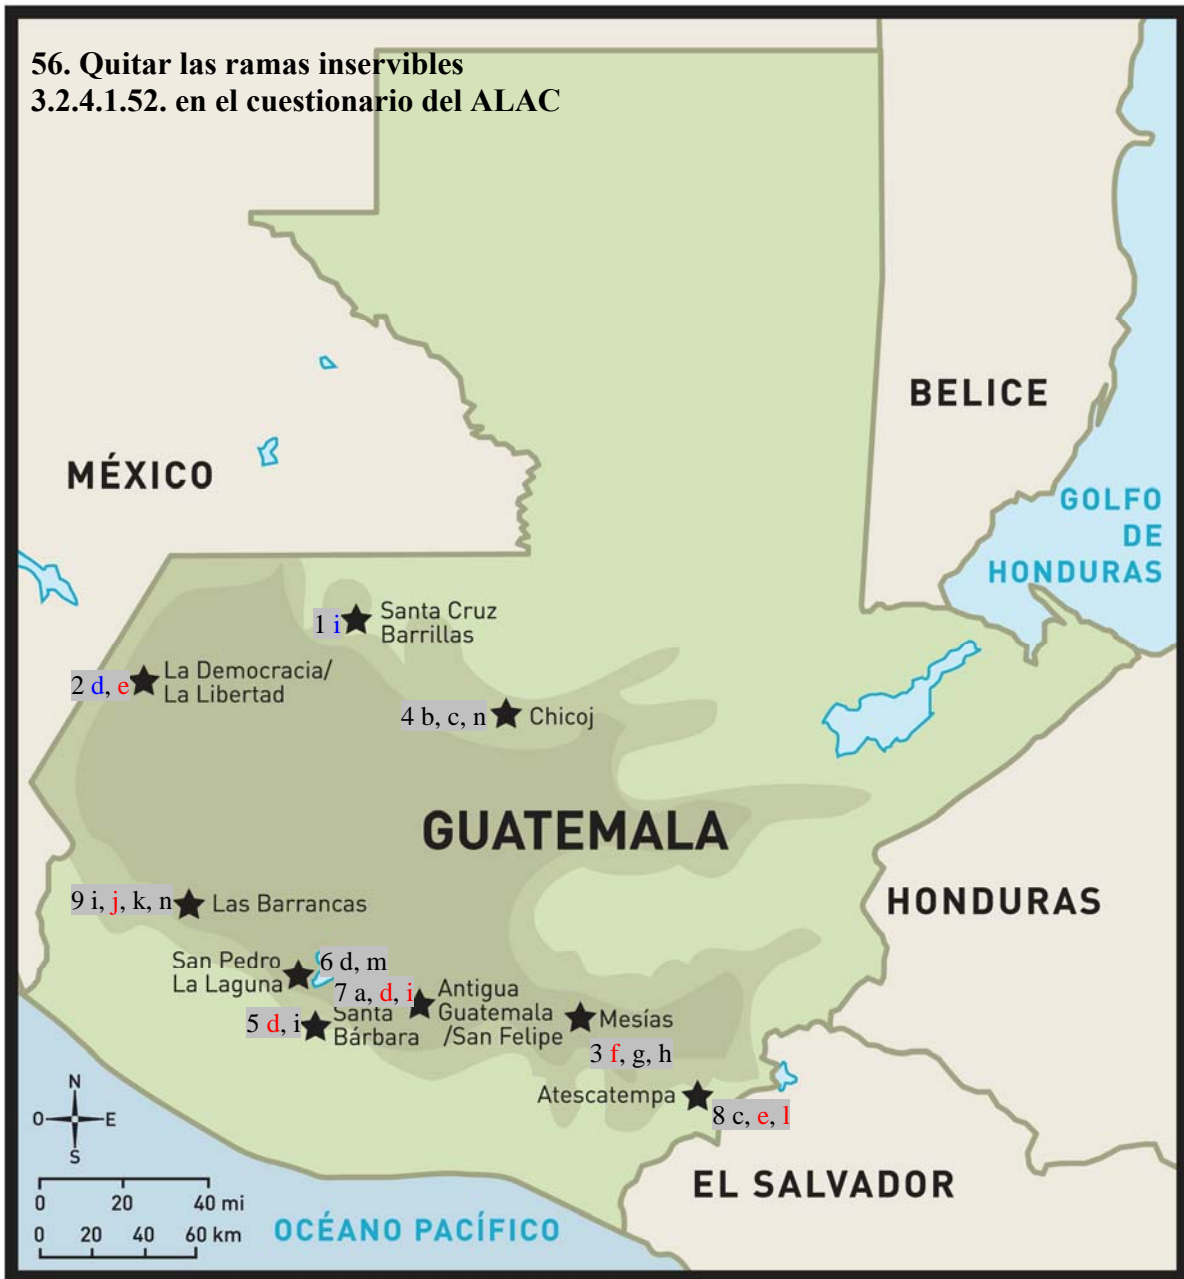 56. Quitar las ramas inservibles
3.2.4.1.52. en el cuestionario del ALAC
BELICE
MÉXICO
GOLFO
DE
HONDURAS
1 i
Santa Cruz
Barrillas
2 d, e
La Democracia/
La Libertad
4 b, c, n
Chicoj
GUATEMALA
9 i, j, k, n
Las Barrancas
HONDURAS
San Pedro
La Laguna
6 d, m
7 a, d, i
Antigua
Guatemala
/San Felipe
5 d, i
Santa
Bárbara
Mesías
3 f, g, h
Atescatempa
8 c, e, l
N
O
E
S
0 20 40 mi
0 20 40 60 km
EL SALVADOR
OCÉANO PACÍFICO